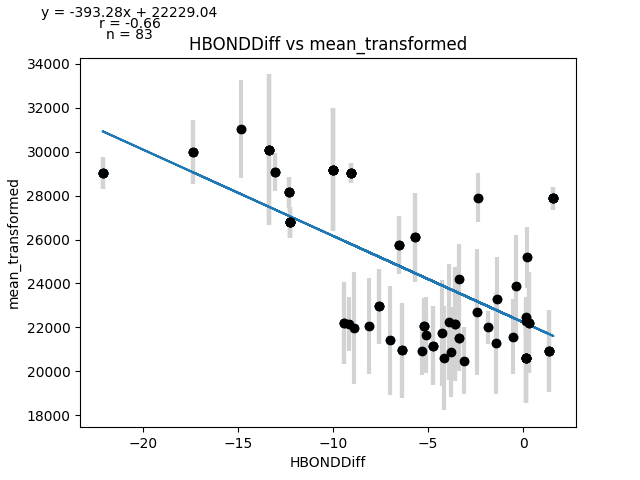 y = -393.28x + 22229.04
r = -0.66
n = 83
HBONDDiff vs mean_transformed
34000
32000
30000
28000
26000
24000
22000
20000
18000
mean_transformed
−20 −15 −10 −5 0
HBONDDiff